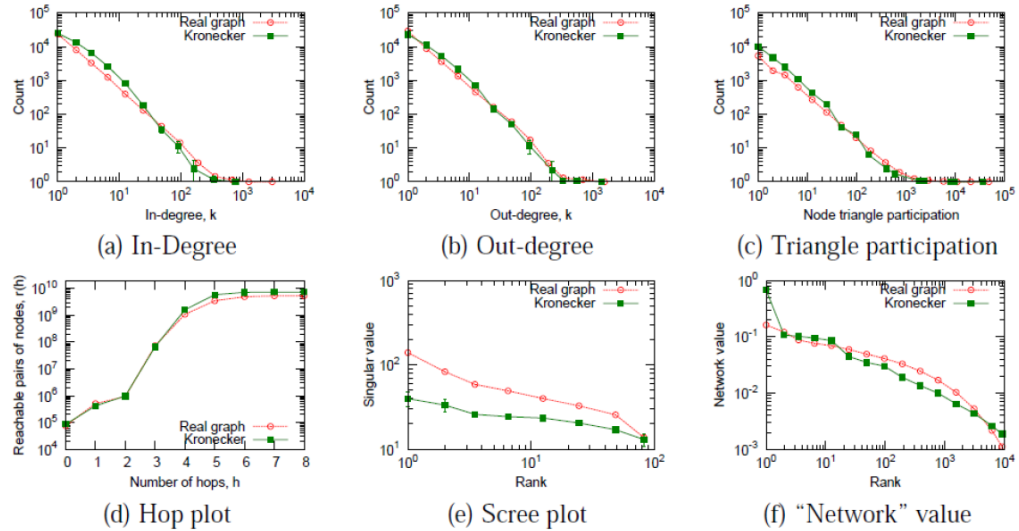 Real graph
Kronecker
10^5
10^4
10^3
10^2
10^1
10^0
Count
10^0 10^1 10^2 10^3 10^4
In-degree, k
(a) In-Degree
Real graph
Kronecker
10^5
10^4
10^3
10^2
10^1
10^0
Count
10^0 10^1 10^2 10^3 10^4
Out-degree, k
(b) Out-degree
Real graph
Kronecker
10^5
10^4
10^3
10^2
10^1
10^0
Count
10^0 10^1 10^2 10^3 10^4 10^5
Node triangle participation
(c) Triangle participation
10^10
10^9
10^8
10^7
10^6
10^5
10^4
Reachable pairs of nodes, r(h)
Real graph
Kronecker
0 1 2 3 4 5 6 7 8
Number of hops, h
(d) Hop plot
Real graph
Kronecker
10^3
10^2
10^1
Singular value
10^0 10^1 10^2
Rank
(e) Scree plot
Real graph
Kronecker
10^0
10^-1
10^-2
10^-3
Network value
10^0 10^1 10^2 10^3 10^4
Rank
(f) “Network” value